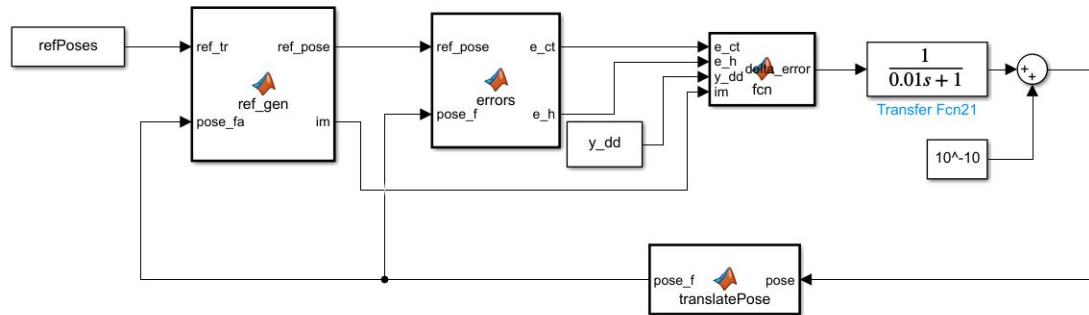 refPoses
ref_tr
ref_pose
ref_gen
pose_fa
im
ref_pose
e_ct
errors
pose_f
e_h
e_ct
e_h
y_dd
im
delta_error
fcn
y_dd
1
0.01s + 1
Transfer Fcn21
++
10^-10
pose_f
pose
translatePose